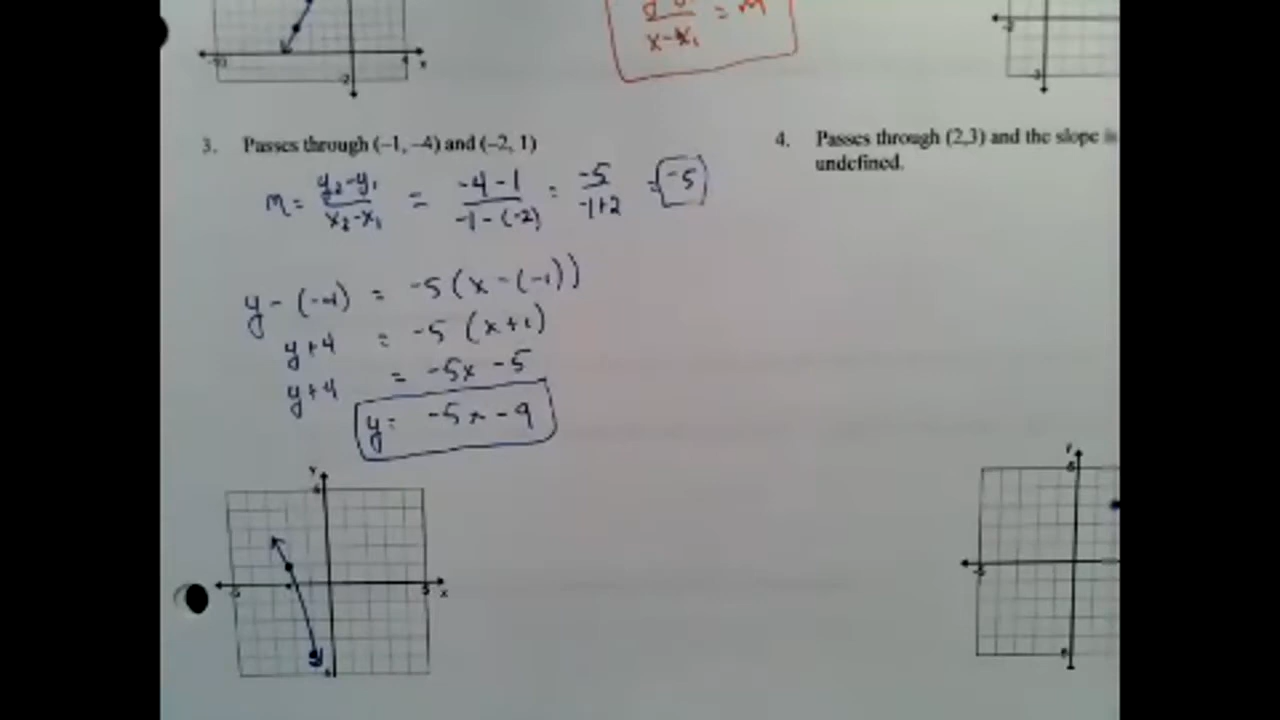 x-x₁ = m
3. Passes through (–1, –4) and (–2, 1)
m = y₂-y₁ / x₂-x₁ = -4-1 / -1-(-2) = -5 / -1+2 = -5
y-(-4) = -5(x-(-1))
y+4 = -5(x+1)
y+4 = -5x-5
y= -5x-9
4. Passes through (2,3) and the slope is
undefined.
-2
x
y
5
x
y